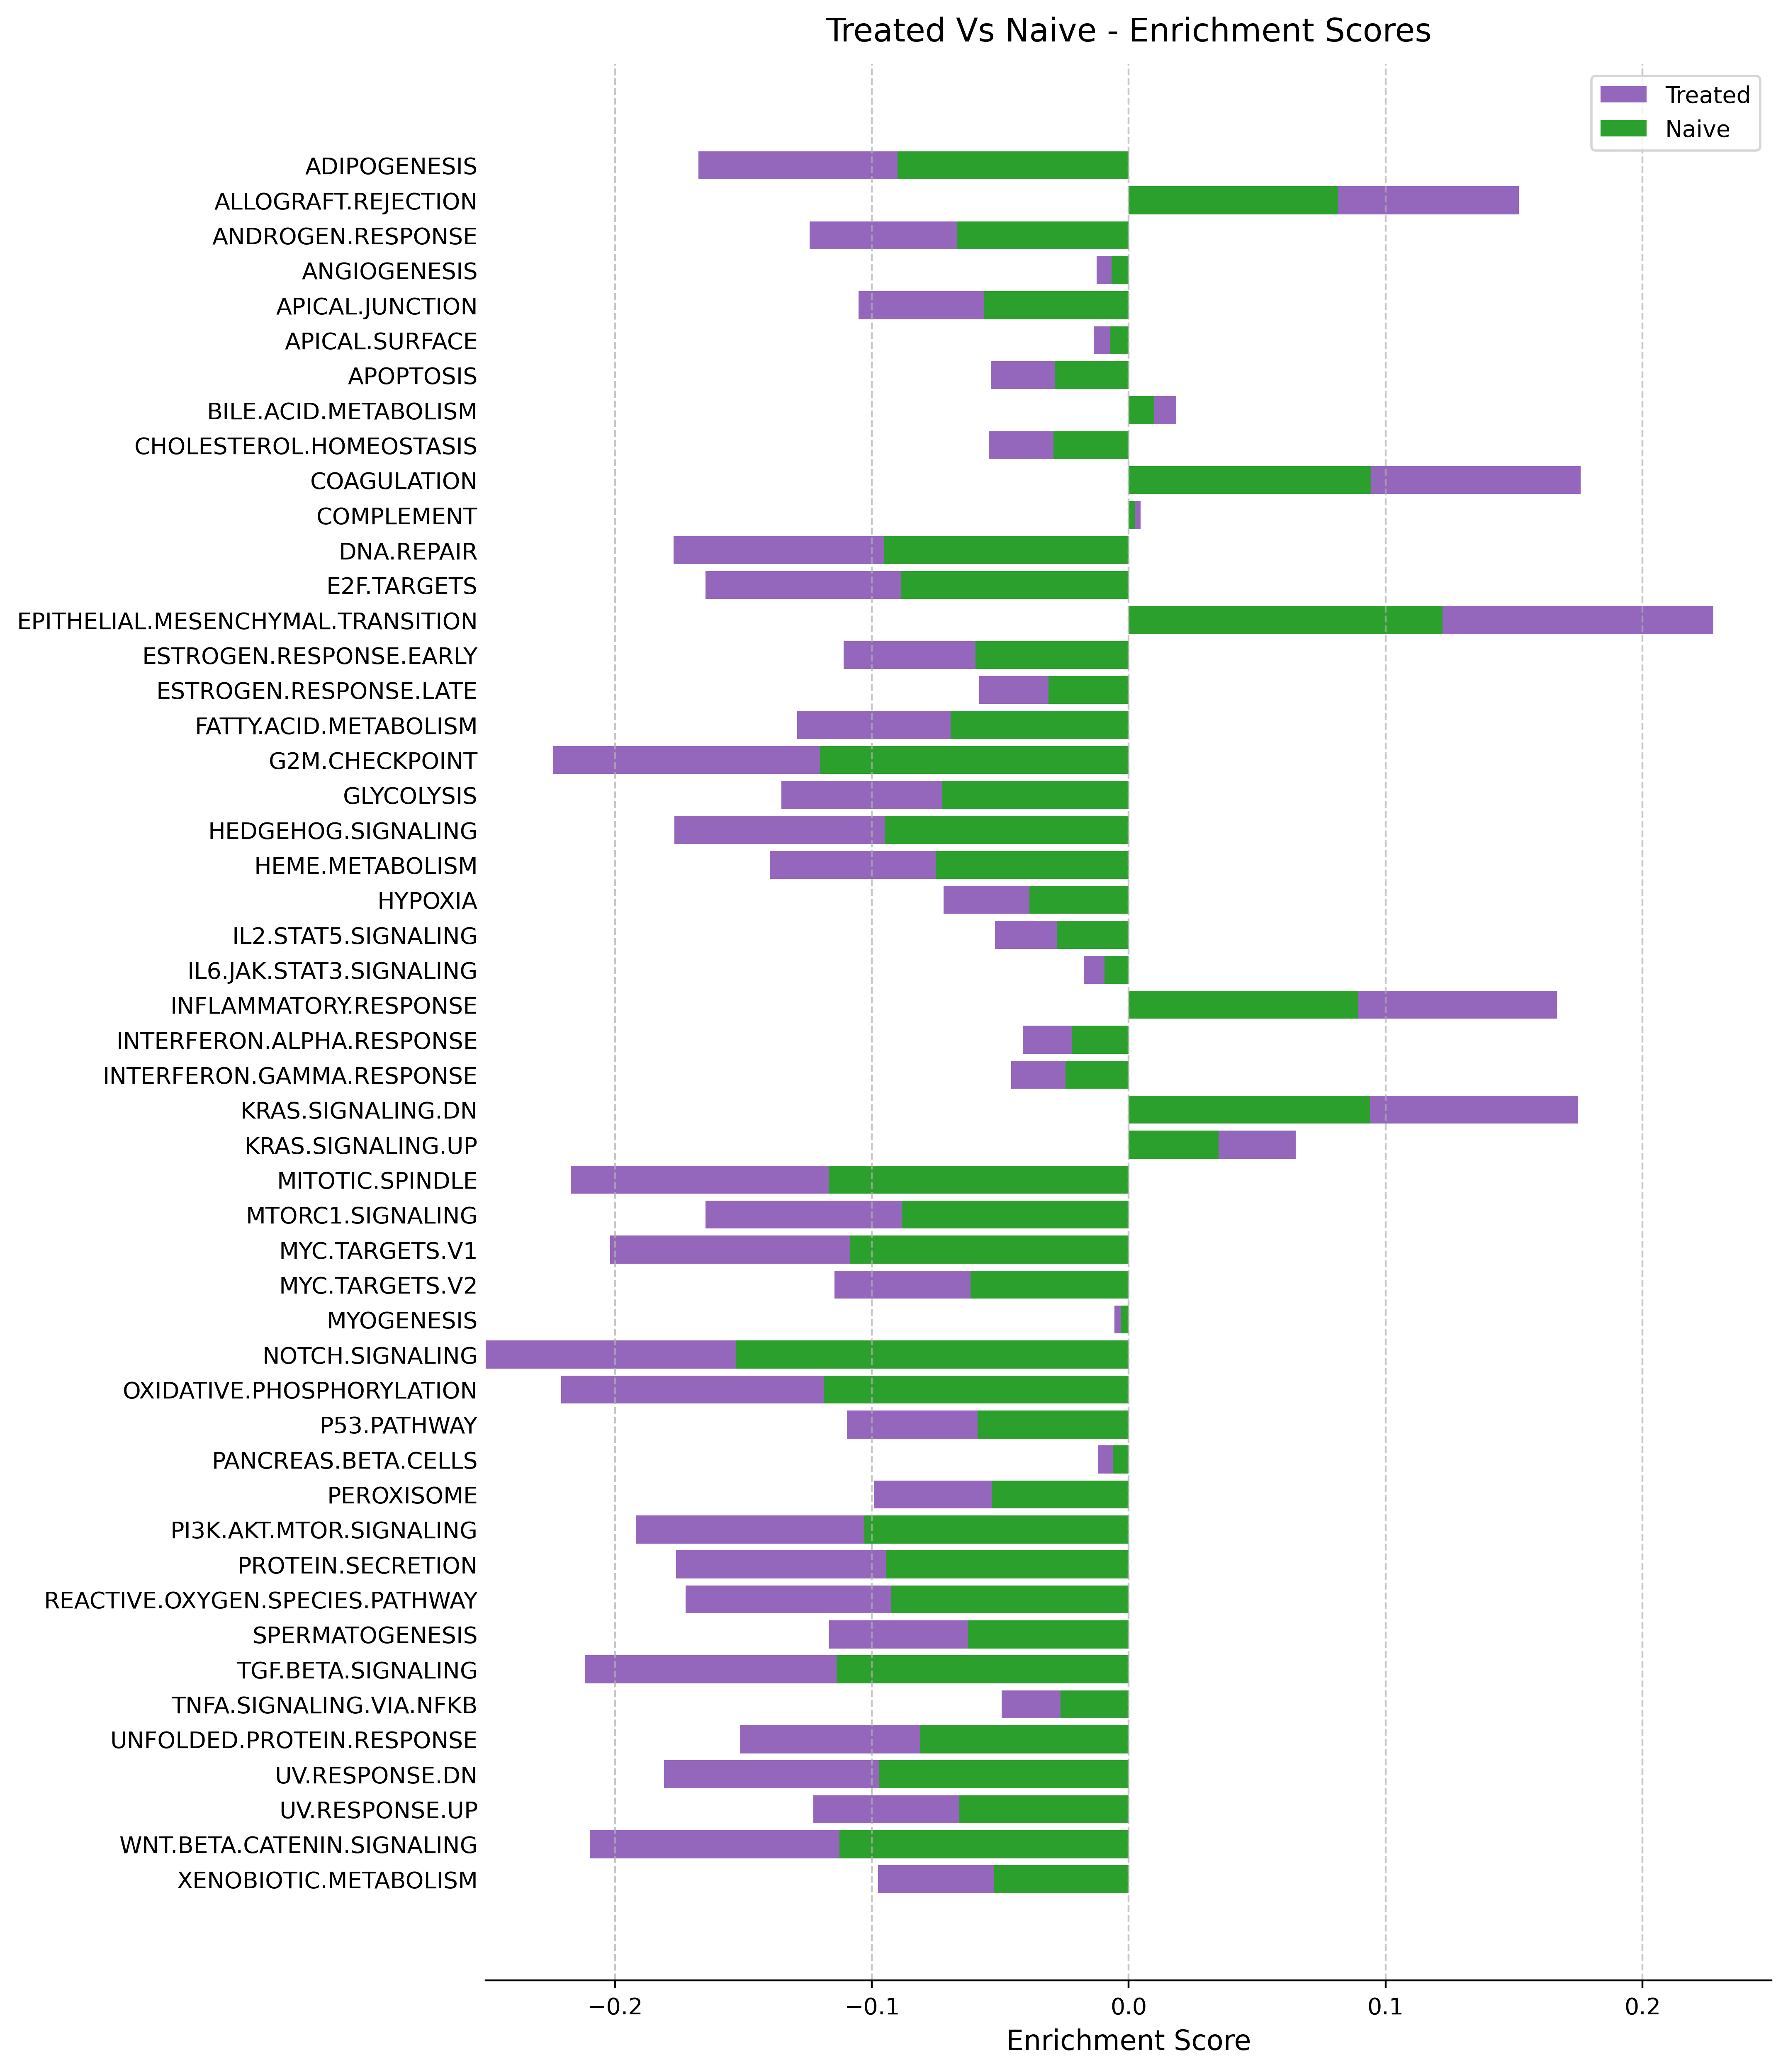 Treated Vs Naive - Enrichment Scores
Treated
Naive
ADIPOGENESIS
ALLOGRAFT.REJECTION
ANDROGEN.RESPONSE
ANGIOGENESIS
APICAL.JUNCTION
APICAL.SURFACE
APOPTOSIS
BILE.ACID.METABOLISM
CHOLESTEROL.HOMEOSTASIS
COAGULATION
COMPLEMENT
DNA.REPAIR
E2F.TARGETS
EPITHELIAL.MESENCHYMAL.TRANSITION
ESTROGEN.RESPONSE.EARLY
ESTROGEN.RESPONSE.LATE
FATTY.ACID.METABOLISM
G2M.CHECKPOINT
GLYCOLYSIS
HEDGEHOG.SIGNALING
HEME.METABOLISM
HYPOXIA
IL2.STAT5.SIGNALING
IL6.JAK.STAT3.SIGNALING
INFLAMMATORY.RESPONSE
INTERFERON.ALPHA.RESPONSE
INTERFERON.GAMMA.RESPONSE
KRAS.SIGNALING.DN
KRAS.SIGNALING.UP
MITOTIC.SPINDLE
MTORC1.SIGNALING
MYC.TARGETS.V1
MYC.TARGETS.V2
MYOGENESIS
NOTCH.SIGNALING
OXIDATIVE.PHOSPHORYLATION
P53.PATHWAY
PANCREAS.BETA.CELLS
PEROXISOME
PI3K.AKT.MTOR.SIGNALING
PROTEIN.SECRETION
REACTIVE.OXYGEN.SPECIES.PATHWAY
SPERMATOGENESIS
TGF.BETA.SIGNALING
TNFA.SIGNALING.VIA.NFKB
UNFOLDED.PROTEIN.RESPONSE
UV.RESPONSE.DN
UV.RESPONSE.UP
WNT.BETA.CATENIN.SIGNALING
XENOBIOTIC.METABOLISM
−0.2 −0.1 0.0 0.1 0.2
Enrichment Score